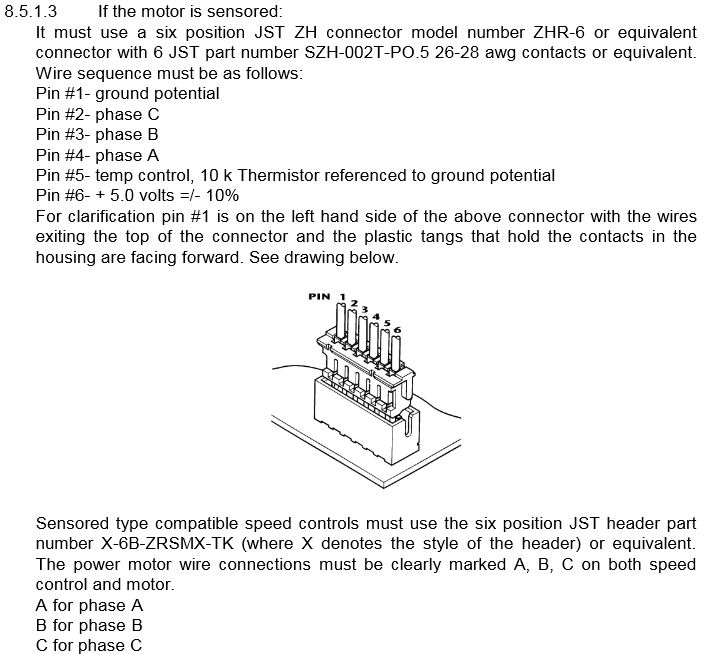 8.5.1.3 If the motor is sensored:
It must use a six position JST ZH connector model number ZHR-6 or equivalent
connector with 6 JST part number SZH-002T-PO.5 26-28 awg contacts or equivalent.
Wire sequence must be as follows:
Pin #1- ground potential
Pin #2- phase C
Pin #3- phase B
Pin #4- phase A
Pin #5- temp control, 10 k Thermistor referenced to ground potential
Pin #6- + 5.0 volts =/- 10%
For clarification pin #1 is on the left hand side of the above connector with the wires
exiting the top of the connector and the plastic tangs that hold the contacts in the
housing are facing forward. See drawing below.
PIN 1 2 3 4 5 6
Sensored type compatible speed controls must use the six position JST header part
number X-6B-ZRSMX-TK (where X denotes the style of the header) or equivalent.
The power motor wire connections must be clearly marked A, B, C on both speed
control and motor.
A for phase A
B for phase B
C for phase C